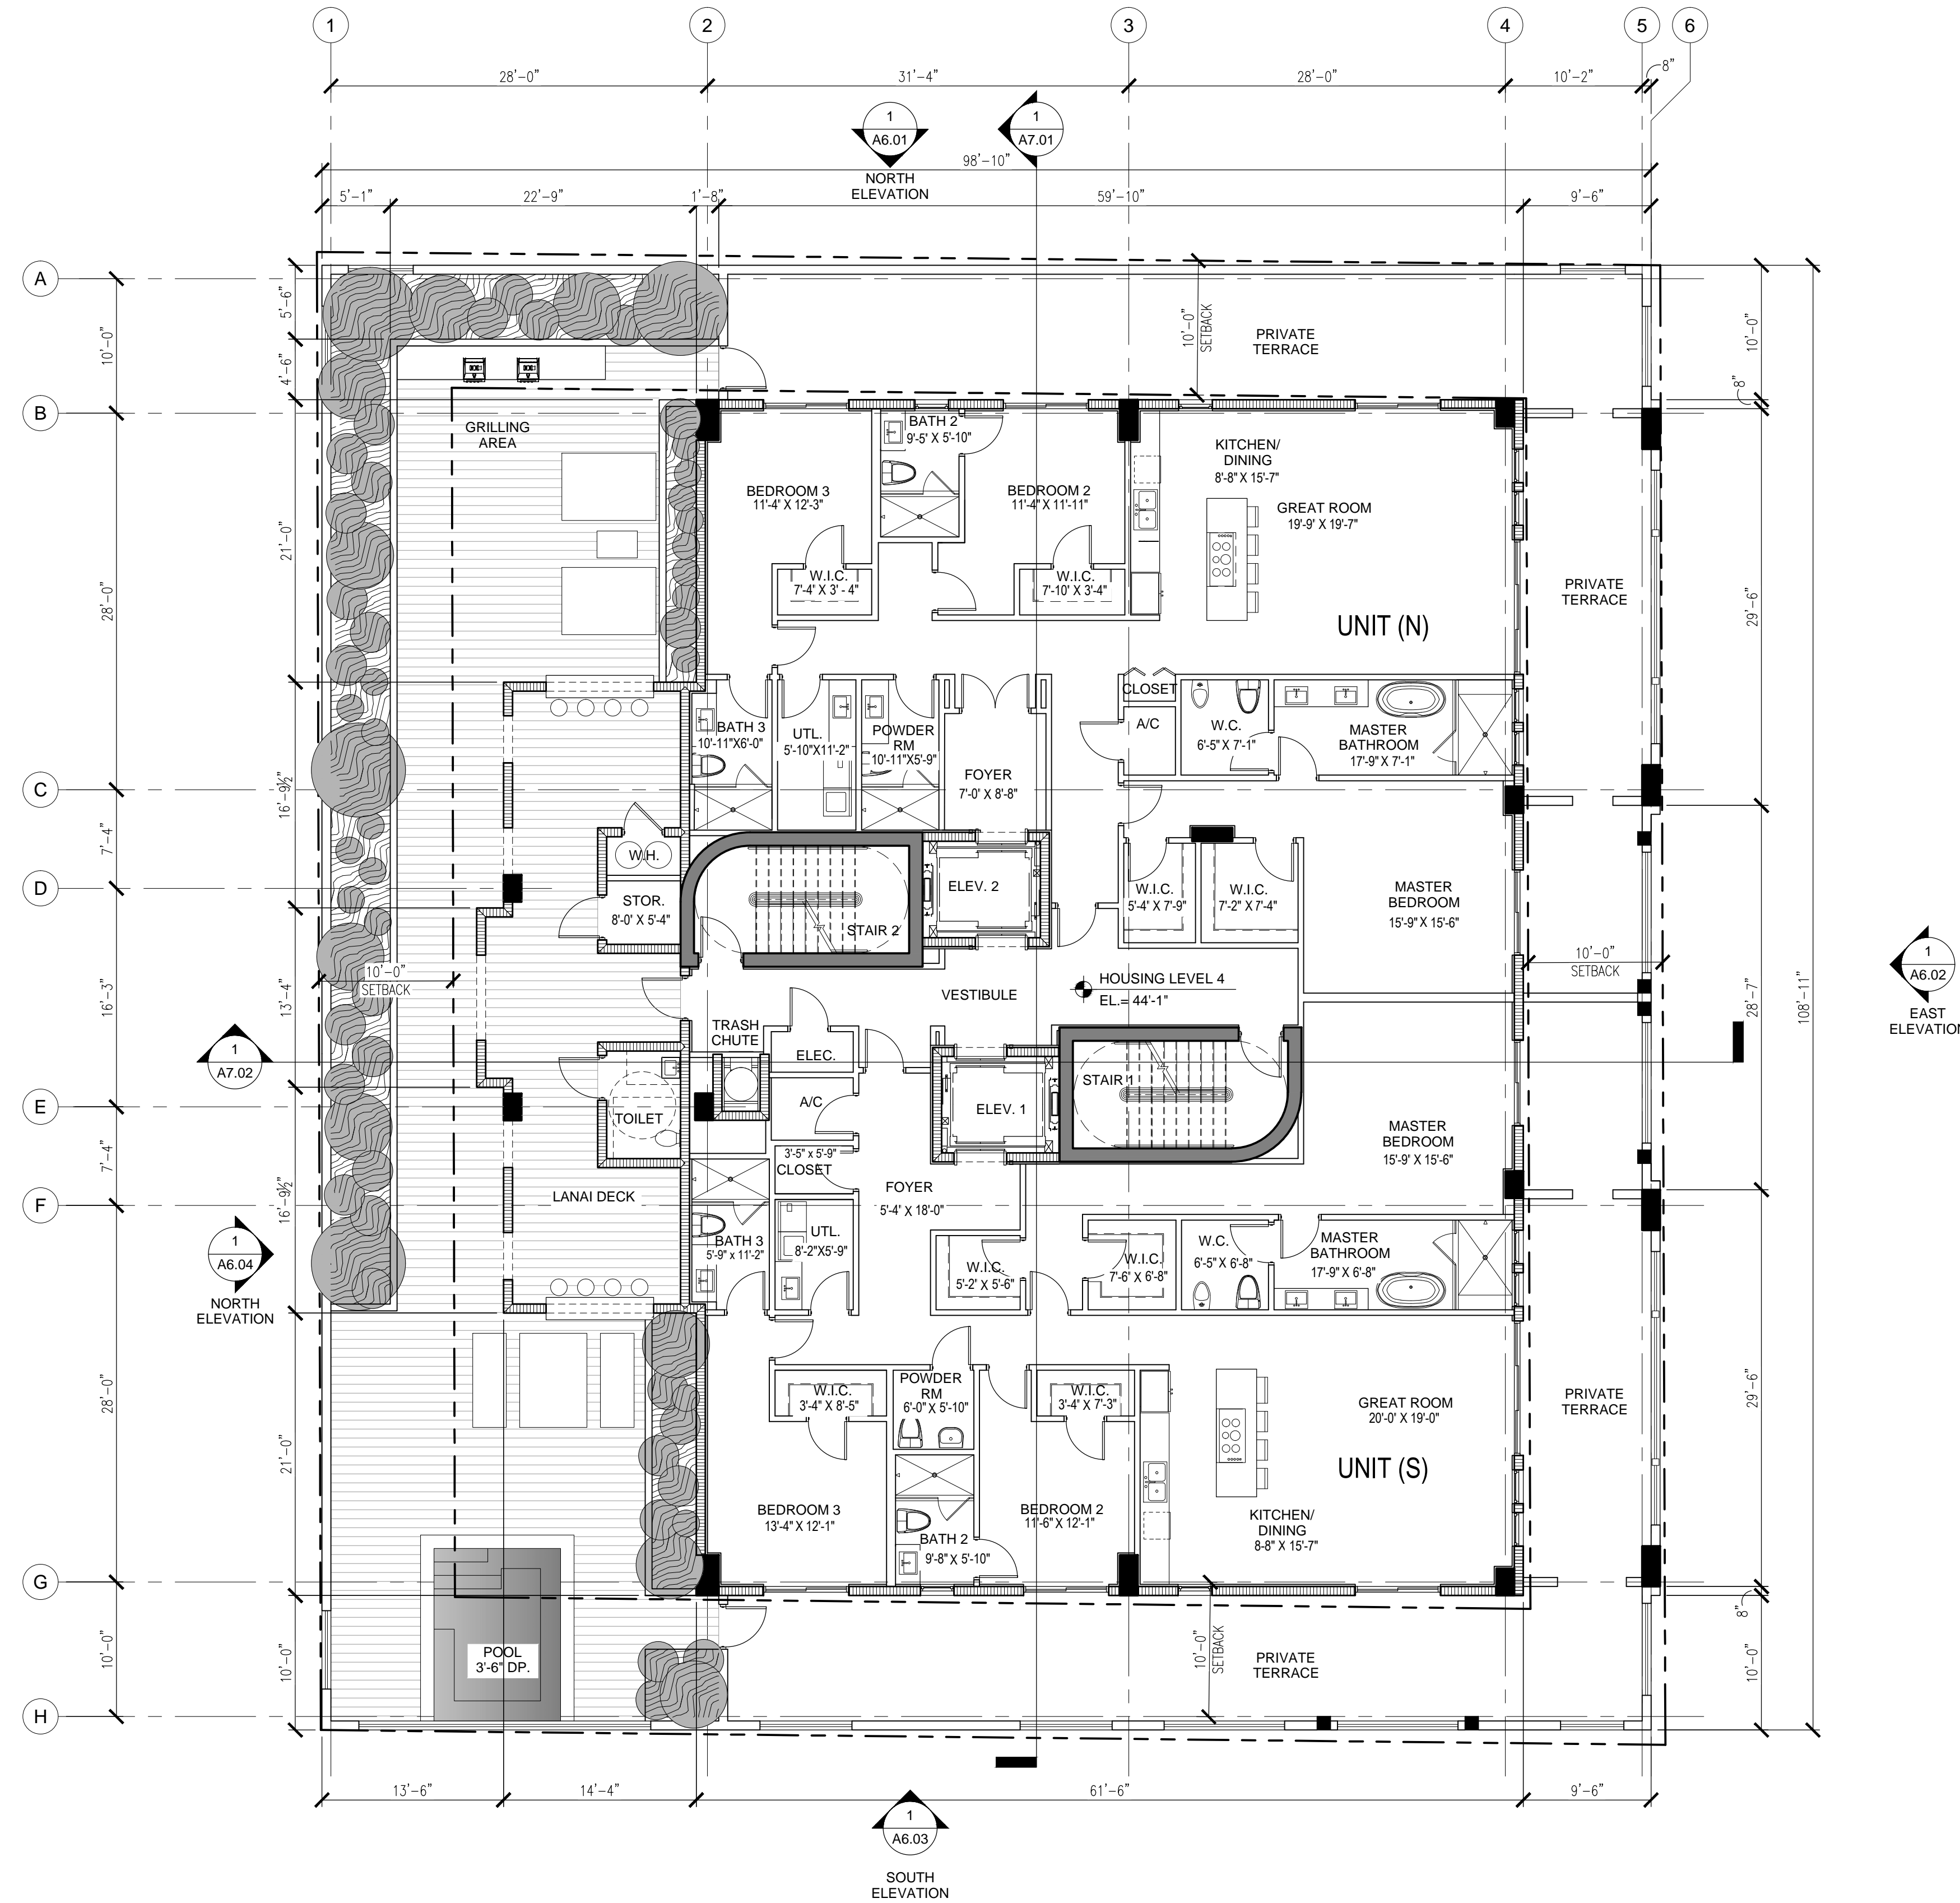 1
2
3
4
5
6
28'-0"
31'-4"
28'-0"
10'-2"
8"
1
A6.01
NORTH
ELEVATION
1
A7.01
98'-10"
5'-1"
22'-9"
1'-8"
59'-10"
9'-6"
A
B
C
D
E
F
G
H
10'-0"
28'-0"
7'-4"
16'-3"
7'-4"
28'-0"
10'-0"
5'-6"
4'-6"
21'-0"
16'-9½"
13'-4"
16'-9½"
21'-0"
10'-0"
10'-0"
SETBACK
PRIVATE
TERRACE
10'-0"
8"
29'-6"
28'-7"
108'-11"
29'-6"
8"
10'-0"
GRILLING
AREA
BEDROOM 3
11'-4" X 12'-3"
BATH 2
9'-5' X 5'-10"
BEDROOM 2
11'-4" X 11'-11"
KITCHEN/
DINING
8'-8" X 15'-7"
GREAT ROOM
19'-9' X 19'-7"
W.I.C.
7'-4' X 3' - 4"
W.I.C.
7'-10' X 3'-4"
UNIT (N)
PRIVATE
TERRACE
BATH 3
10'-11"X6'-0"
UTL.
5'-10"X11'-2"
POWDER
RM
10'-11"X5'-9"
FOYER
7'-0' X 8'-8"
CLOSET
A/C
W.C.
6'-5" X 7'-1"
MASTER
BATHROOM
17'-9" X 7'-1"
W.H.
STOR.
8'-0' X 5'-4"
STAIR 2
ELEV. 2
W.I.C.
5'-4' X 7'-9"
W.I.C.
7'-2" X 7'-4"
MASTER
BEDROOM
15'-9" X 15'-6"
10'-0"
SETBACK
10'-0"
SETBACK
1
A6.02
EAST
ELEVATION
VESTIBULE
HOUSING LEVEL 4
EL.= 44'-1"
1
A7.02
TRASH
CHUTE
ELEC.
A/C
STAIR 1
ELEV. 1
TOILET
3'-5" x 5'-9"
CLOSET
MASTER
BEDROOM
15'-9' X 15'-6"
LANAI DECK
FOYER
5'-4' X 18'-0"
1
A6.04
NORTH
ELEVATION
BATH 3
5'-9" x 11'-2"
UTL.
8'-2"X5'-9"
W.I.C.
5'-2' X 5'-6"
W.I.C.
7'-6" X 6'-8"
W.C.
6'-5" X 6'-8"
MASTER
BATHROOM
17'-9" X 6'-8"
W.I.C.
3'-4" X 8'-5"
POWDER
RM
6'-0" X 5'-10"
W.I.C.
3'-4" X 7'-3"
GREAT ROOM
20'-0' X 19'-0"
PRIVATE
TERRACE
UNIT (S)
BEDROOM 3
13'-4" X 12'-1"
BATH 2
9'-8" X 5'-10"
BEDROOM 2
11'-6" X 12'-1"
KITCHEN/
DINING
8-8" X 15'-7"
POOL
3'-6" DP.
10'-0"
SETBACK
PRIVATE
TERRACE
13'-6"
14'-4"
61'-6"
9'-6"
1
A6.03
SOUTH
ELEVATION